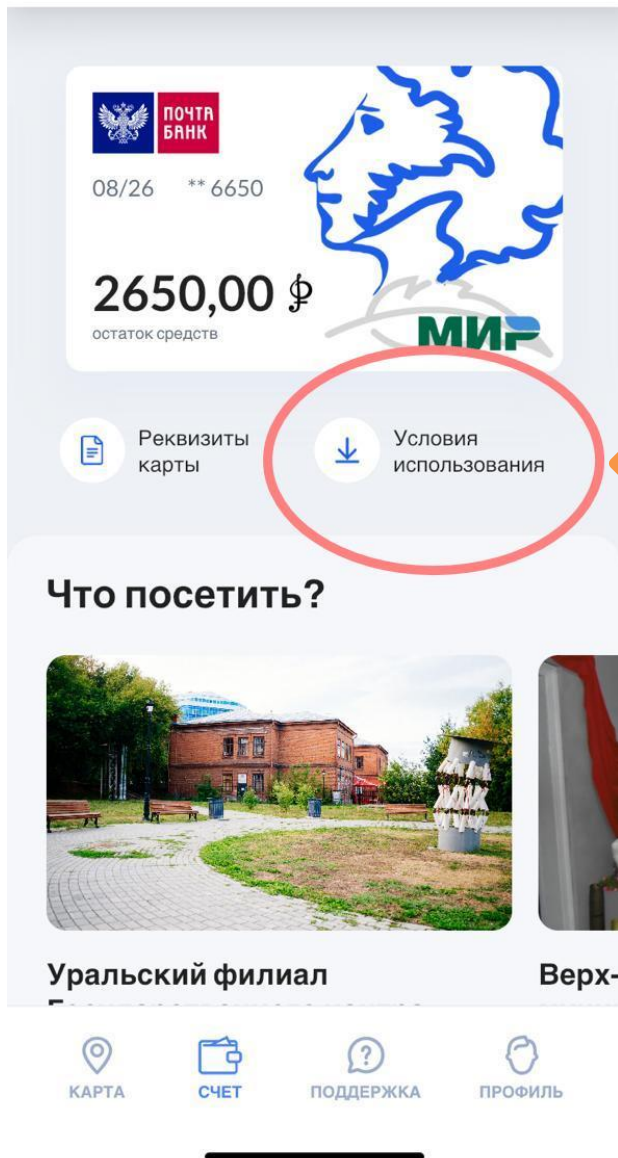 ПОЧТА
БАНК
08/26 ** 6650
2650,00 ₽
остаток средств
МИР
Реквизиты
карты
Условия
использования
Что посетить?
Уральский филиал
Верх-
КАРТА
СЧЕТ
ПОДДЕРЖКА
ПРОФИЛЬ